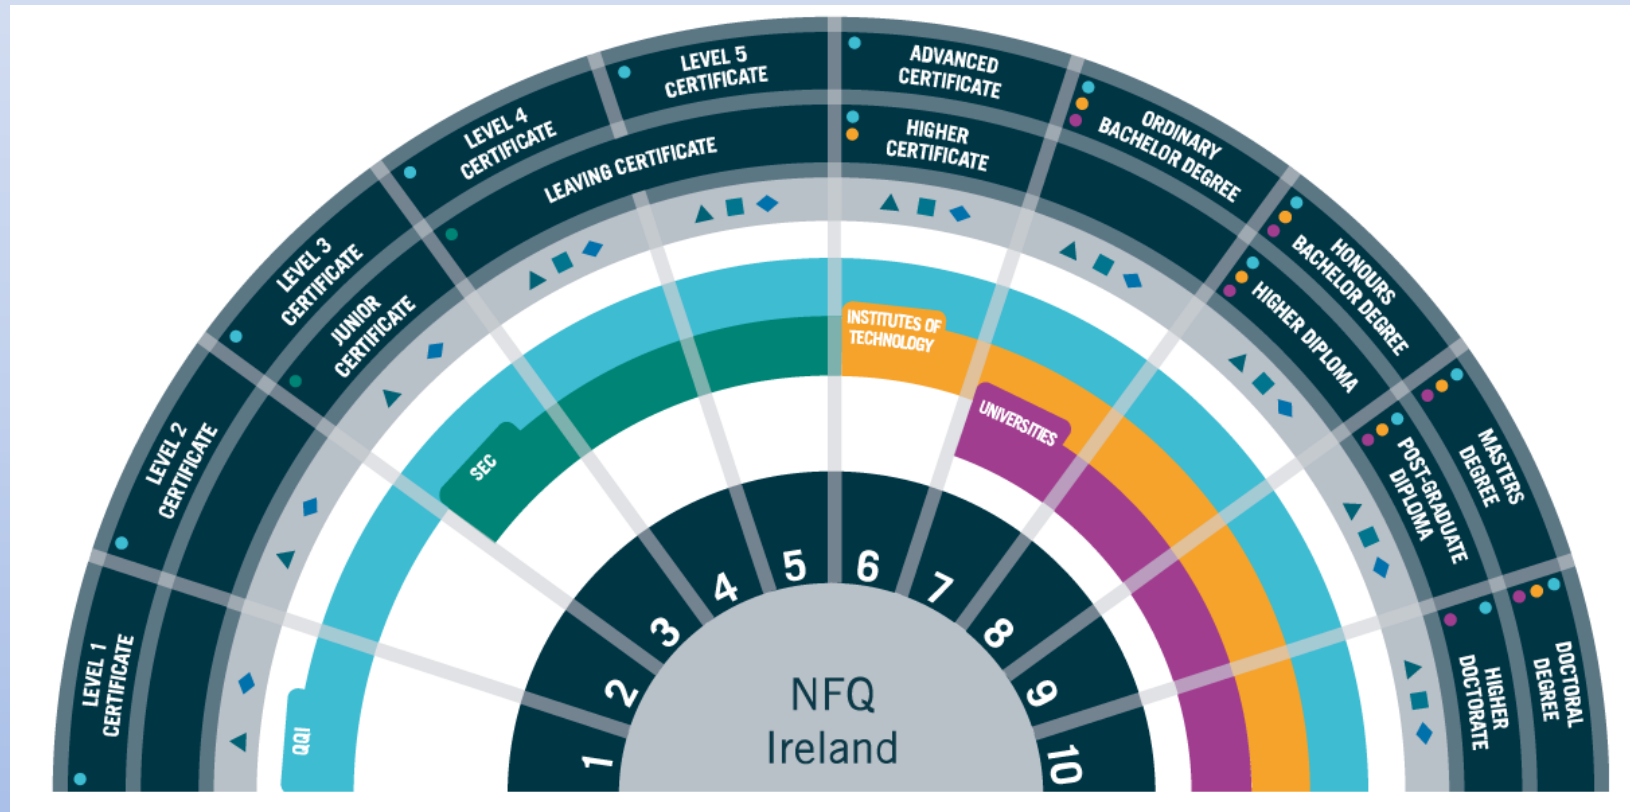 LEVEL 1
CERTIFICATE
LEVEL 2
CERTIFICATE
LEVEL 3
CERTIFICATE
LEVEL 4
CERTIFICATE
LEVEL 5
CERTIFICATE
ADVANCED
CERTIFICATE
ORDINARY
BACHELOR DEGREE
HONOURS
BACHELOR DEGREE
MASTERS
DEGREE
DOCTORAL
DEGREE
JUNIOR
CERTIFICATE
LEAVING CERTIFICATE
HIGHER
CERTIFICATE
HIGHER DIPLOMA
POST-GRADUATE
DIPLOMA
HIGHER
DOCTORATE
QQI
SEC
INSTITUTES OF
TECHNOLOGY
UNIVERSITIES
1
2
3
4
5
6
7
8
9
10
NFQ
Ireland